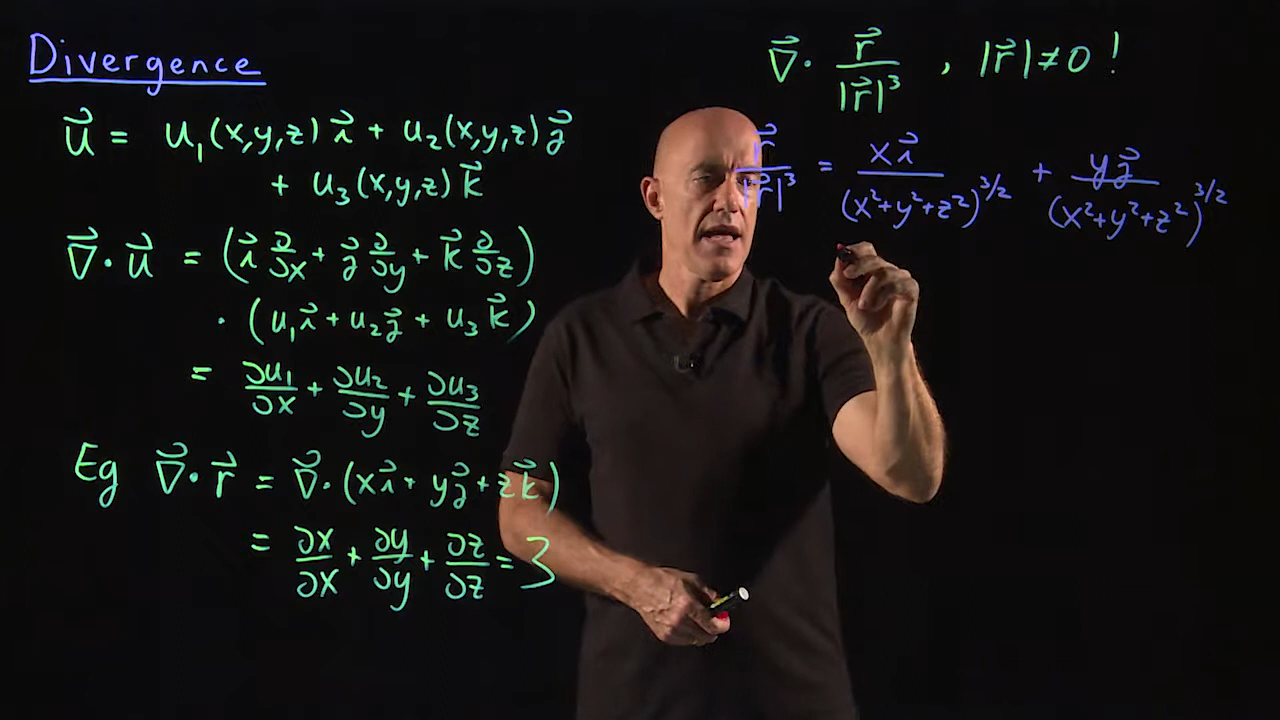 Divergence
u⃗ = u₁(x,y,z) i⃗ + u₂(x,y,z) j⃗
+ u₃(x,y,z) k⃗
∇⃗·u⃗ = (i⃗ ∂/∂x + j⃗ ∂/∂y + k⃗ ∂/∂z)
· (u₁i⃗ + u₂j⃗ + u₃k⃗)
= ∂u₁/∂x + ∂u₂/∂y + ∂u₃/∂z
Eg ∇⃗·r⃗ = ∇⃗·(xi⃗ + yj⃗ + zk⃗)
= ∂x/∂x + ∂y/∂y + ∂z/∂z = 3
∇⃗· r⃗/|r⃗|³ , |r⃗| ≠ 0 !
r⃗/|r⃗|³ = xi⃗/(x²+y²+z²)^3/2 + yj⃗/(x²+y²+z²)^3/2